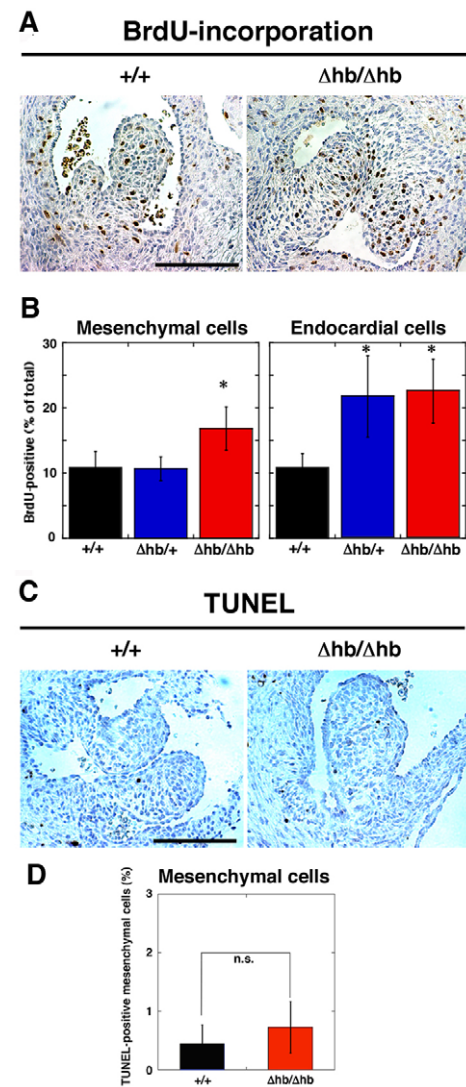 A
BrdU-incorporation
+/+ Δhb/Δhb
B
Mesenchymal cells Endocardial cells
BrdU-positive (% of total)
30
20
10
0
* * *
+/+ Δhb/+ Δhb/Δhb +/+ Δhb/+ Δhb/Δhb
C
TUNEL
+/+ Δhb/Δhb
D
Mesenchymal cells
TUNEL-positive mesenchymal cells (%)
3
2
1
0
n.s.
+/+ Δhb/Δhb